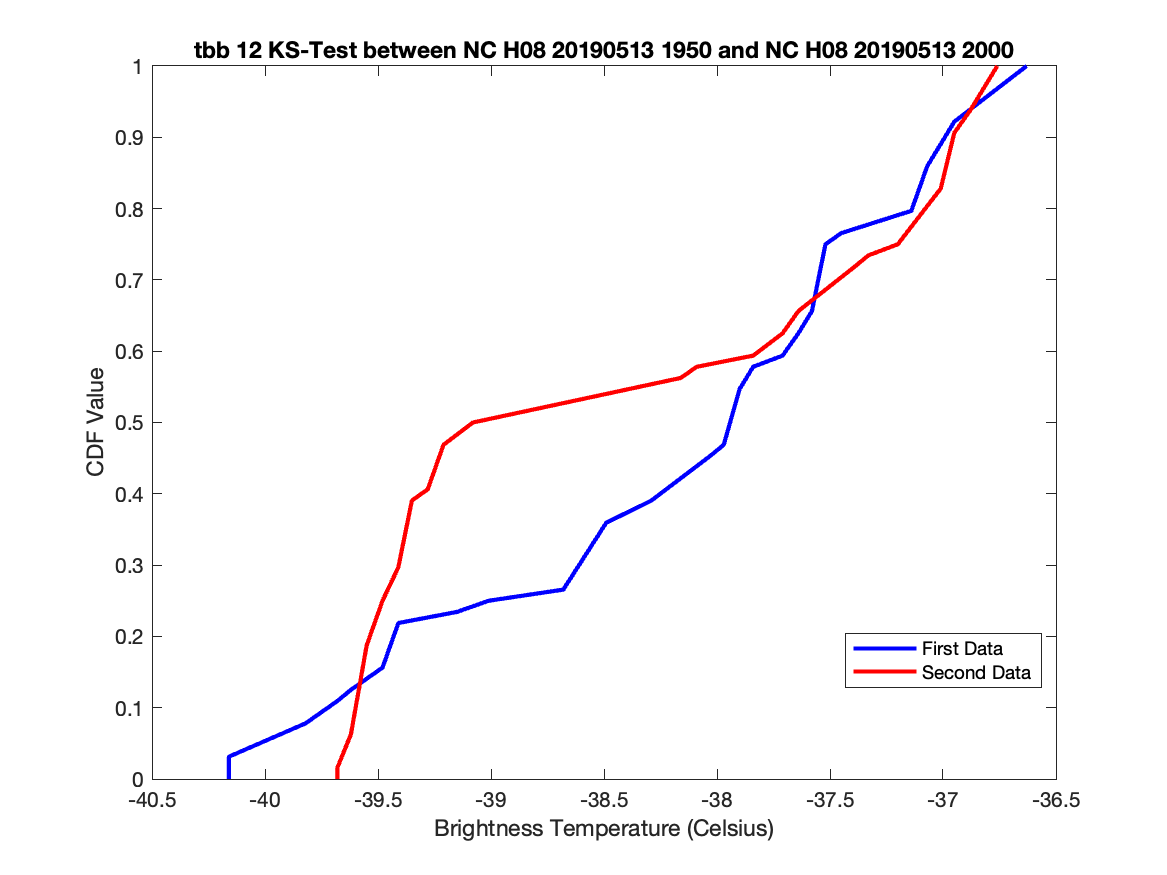 tbb 12 KS-Test between NC H08 20190513 1950 and NC H08 20190513 2000
1
0.9
0.8
0.7
0.6
0.5
0.4
0.3
0.2
0.1
0
CDF Value
First Data
Second Data
-40.5 -40 -39.5 -39 -38.5 -38 -37.5 -37 -36.5
Brightness Temperature (Celsius)